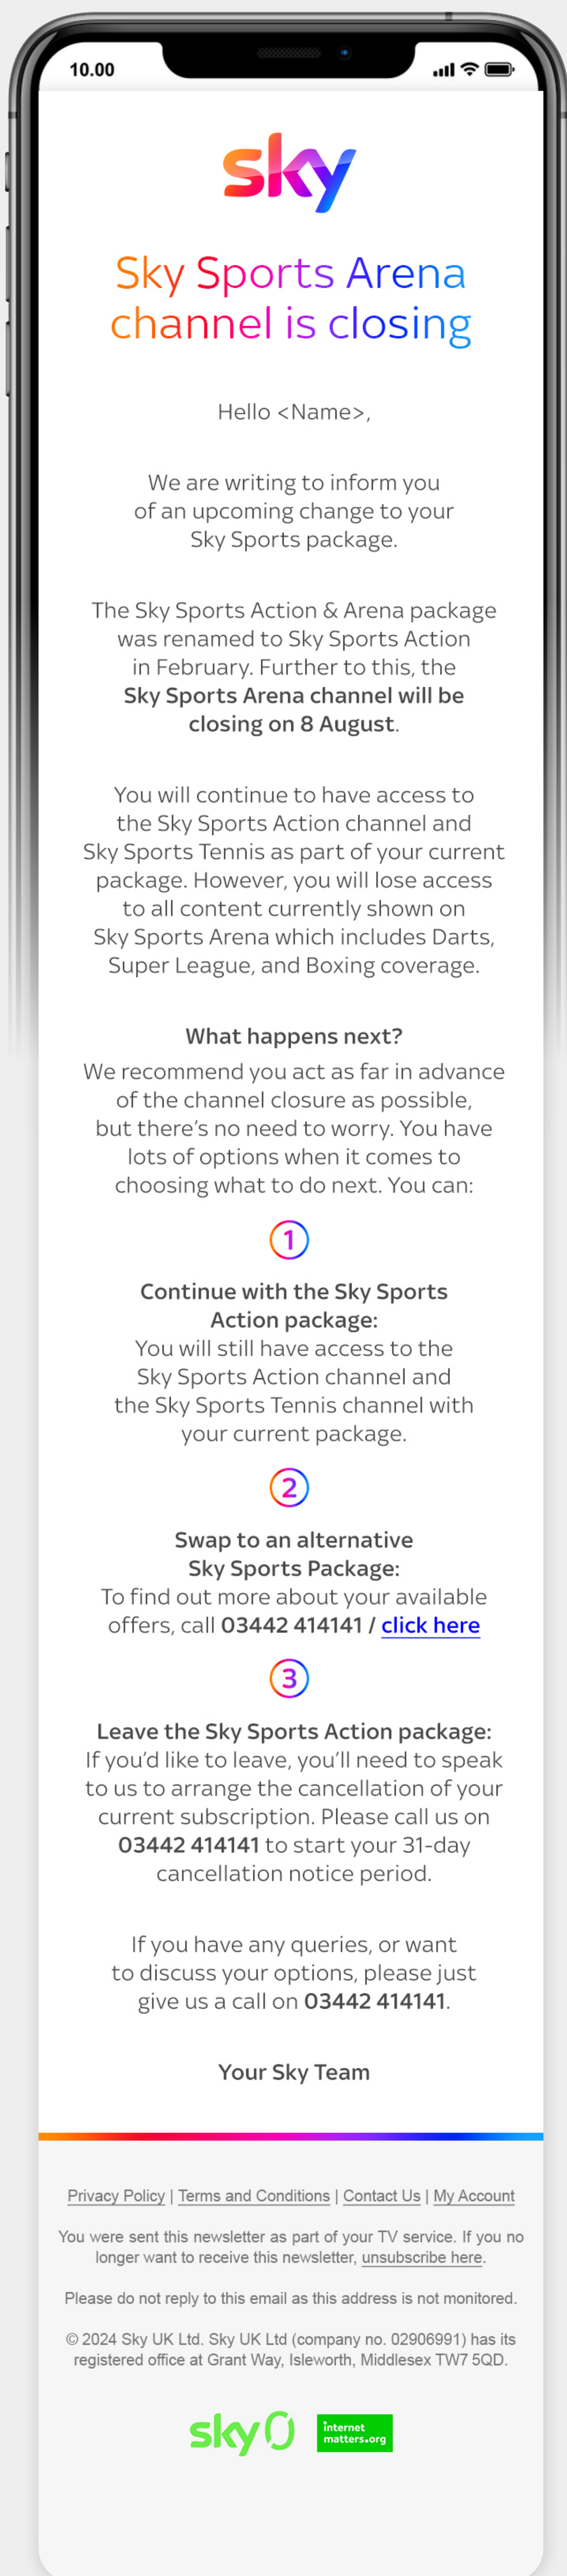 10.00
sky
Sky Sports Arena
channel is closing
Hello <Name>,
We are writing to inform you
of an upcoming change to your
Sky Sports package.
The Sky Sports Action & Arena package
was renamed to Sky Sports Action
in February. Further to this, the
Sky Sports Arena channel will be
closing on 8 August.
You will continue to have access to
the Sky Sports Action channel and
Sky Sports Tennis as part of your current
package. However, you will lose access
to all content currently shown on
Sky Sports Arena which includes Darts,
Super League, and Boxing coverage.
What happens next?
We recommend you act as far in advance
of the channel closure as possible,
but there’s no need to worry. You have
lots of options when it comes to
choosing what to do next. You can:
1
Continue with the Sky Sports
Action package:
You will still have access to the
Sky Sports Action channel and
the Sky Sports Tennis channel with
your current package.
2
Swap to an alternative
Sky Sports Package:
To find out more about your available
offers, call 03442 414141 / click here
3
Leave the Sky Sports Action package:
If you’d like to leave, you’ll need to speak
to us to arrange the cancellation of your
current subscription. Please call us on
03442 414141 to start your 31-day
cancellation notice period.
If you have any queries, or want
to discuss your options, please just
give us a call on 03442 414141.
Your Sky Team
Privacy Policy | Terms and Conditions | Contact Us | My Account
You were sent this newsletter as part of your TV service. If you no
longer want to receive this newsletter, unsubscribe here.
Please do not reply to this email as this address is not monitored.
© 2024 Sky UK Ltd. Sky UK Ltd (company no. 02906991) has its
registered office at Grant Way, Isleworth, Middlesex TW7 5QD.
sky 0 internet
matters.org